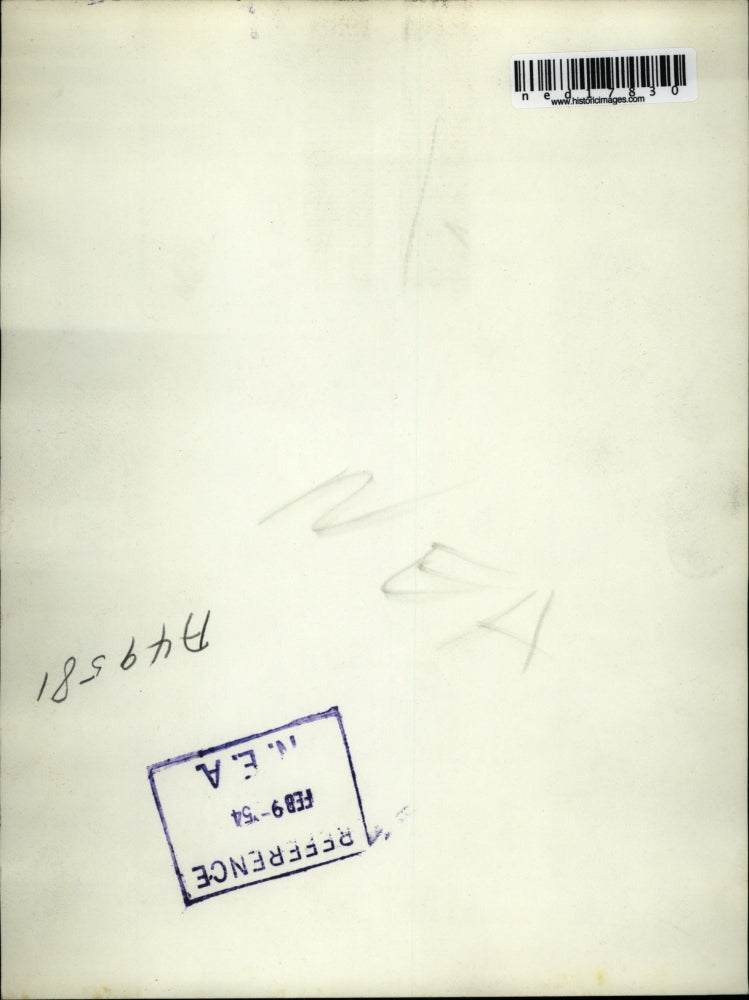 ned17830
www.historicimages.com
NEA
A49581
REFERENCE
FEB 9-'54
N.E.A